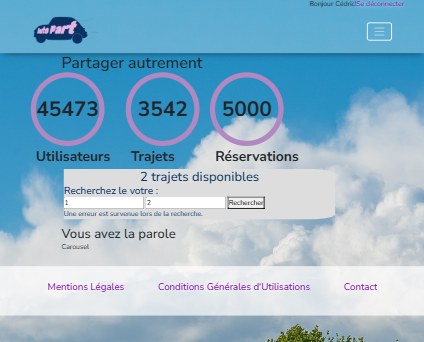 Bonjour Cédric!Se déconnecter
auto Part
Partager autrement
45473 3542 5000
Utilisateurs Trajets Réservations
2 trajets disponibles
Recherchez le votre :
1 2 Rechercher
Une erreur est survenue lors de la recherche.
Vous avez la parole
Carousel
Mentions Légales Conditions Générales d'Utilisations Contact